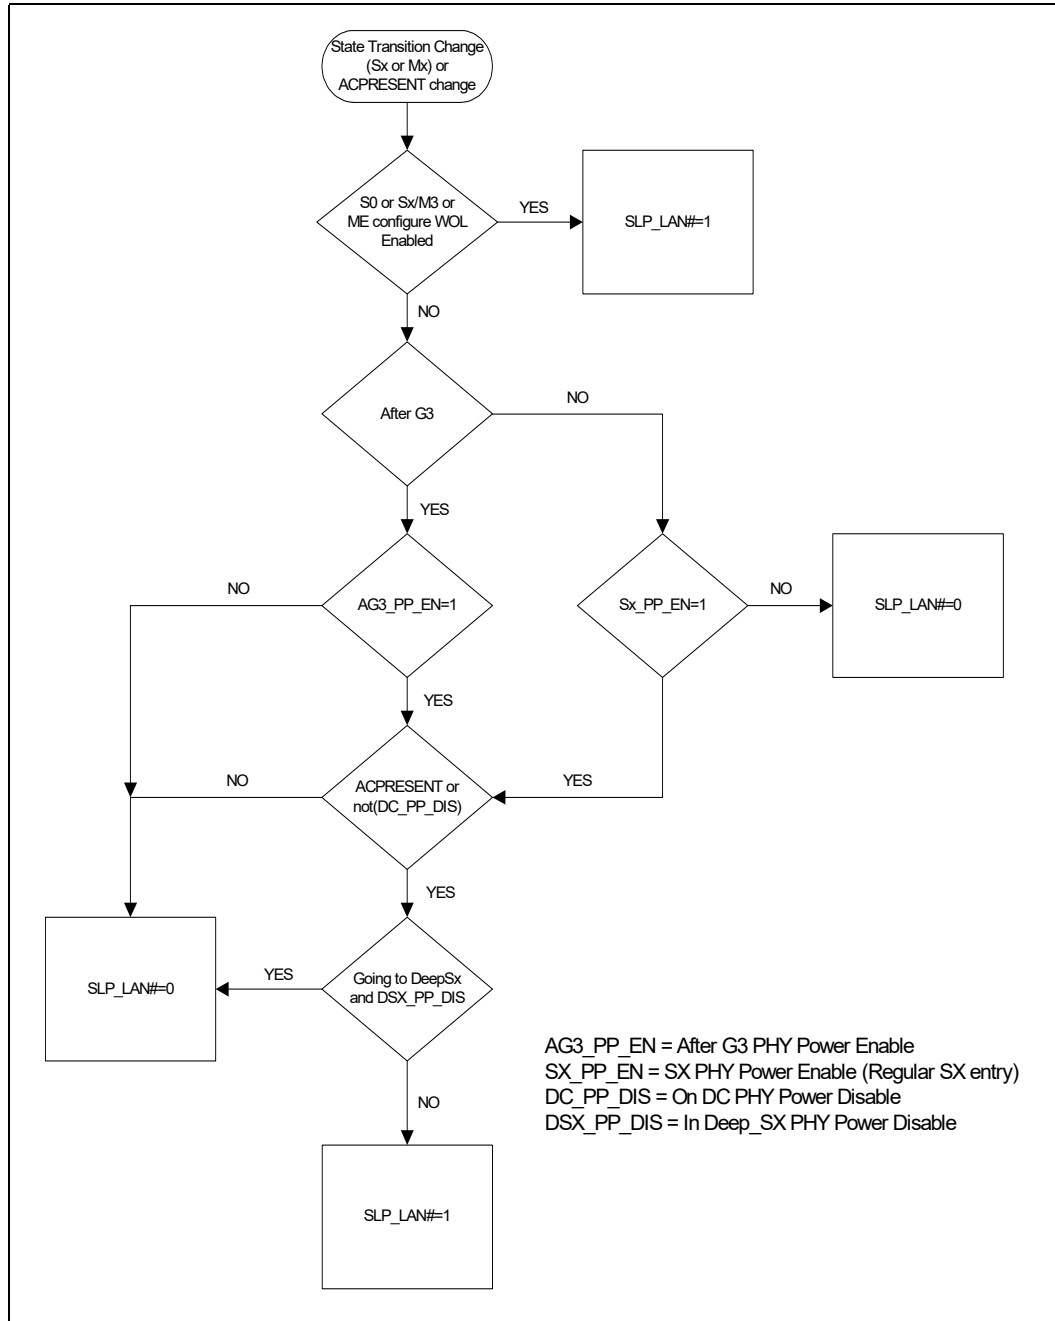 State Transition Change
(Sx or Mx) or
ACPRESENT change
S0 or Sx/M3 or
ME configure WOL
Enabled
YES
SLP_LAN#=1
NO
After G3
NO
YES
NO
AG3_PP_EN=1
Sx_PP_EN=1
NO
SLP_LAN#=0
YES
NO
ACPRESENT or
not(DC_PP_DIS)
YES
YES
SLP_LAN#=0
YES
Going to DeepSx
and DSX_PP_DIS
NO
AG3_PP_EN = After G3 PHY Power Enable
SX_PP_EN = SX PHY Power Enable (Regular SX entry)
DC_PP_DIS = On DC PHY Power Disable
DSX_PP_DIS = In Deep_SX PHY Power Disable
SLP_LAN#=1